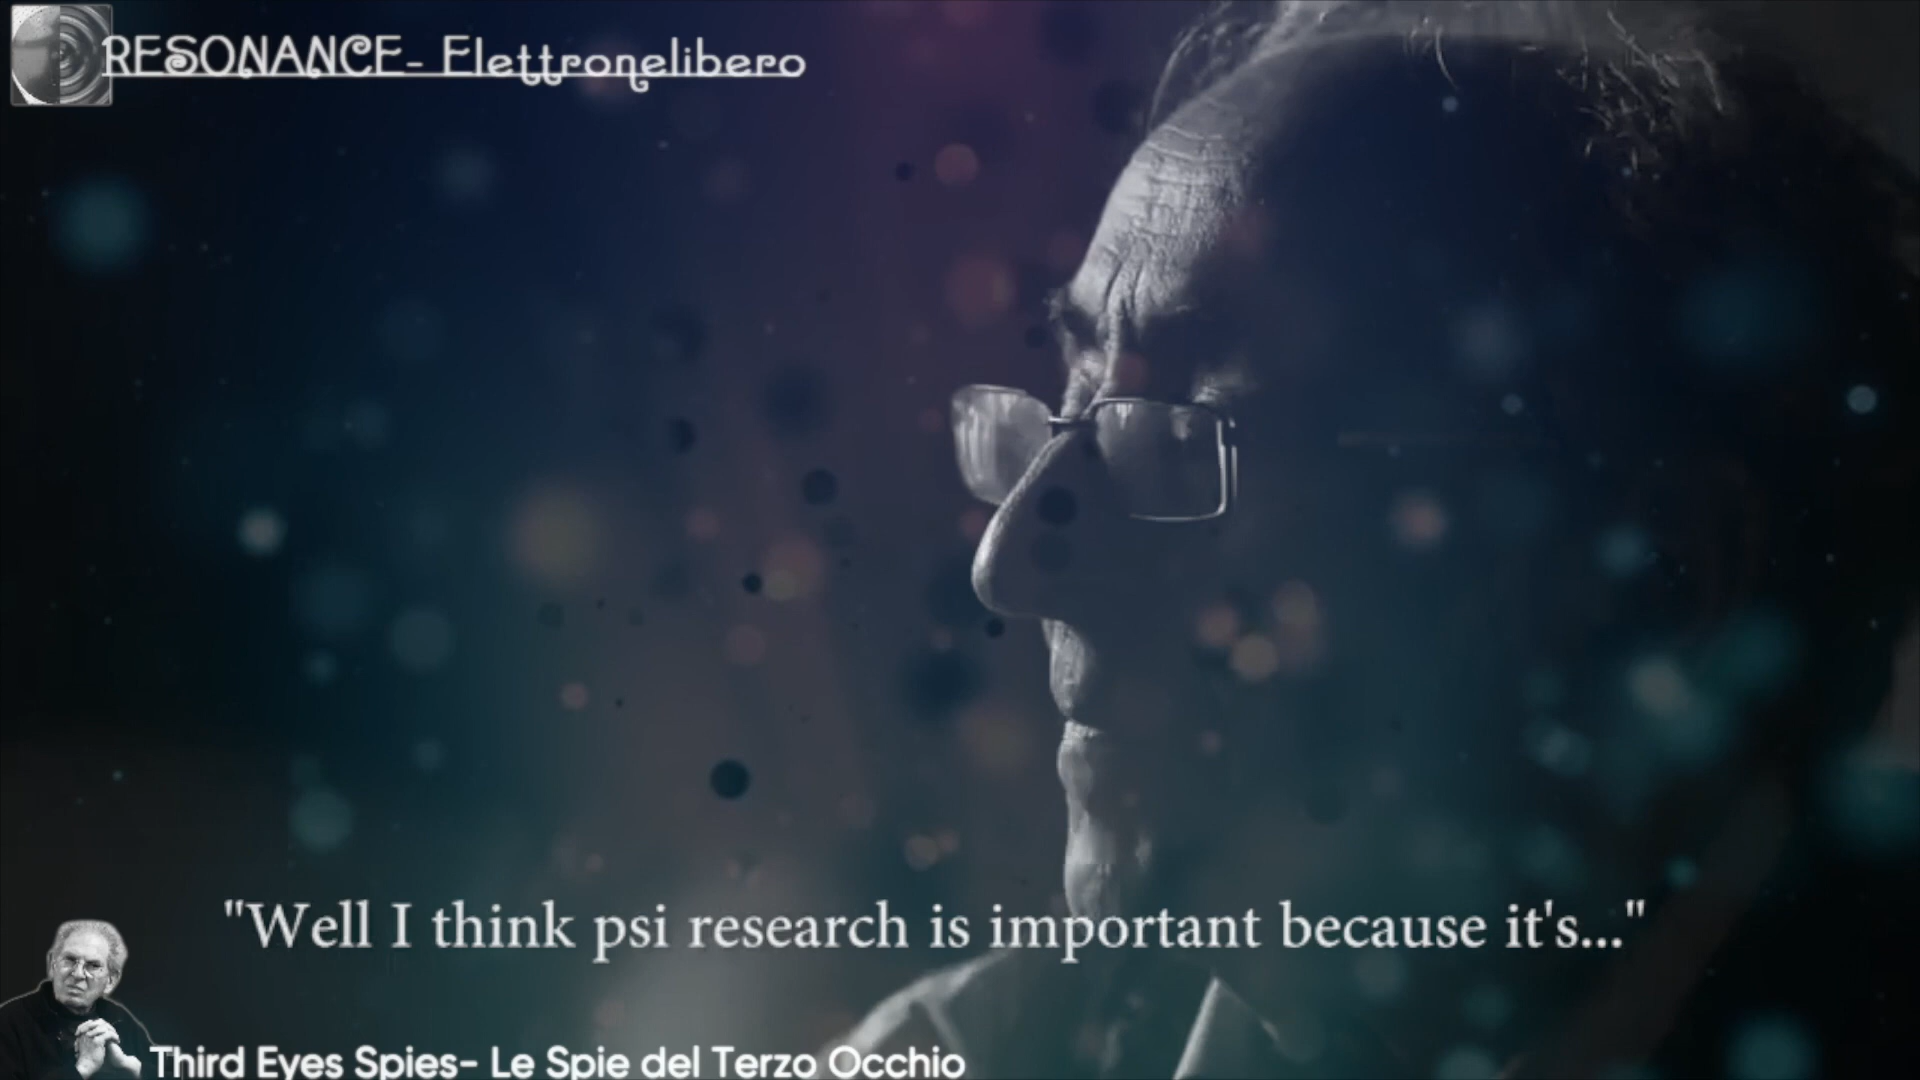 RESONANCE- Elettronelibero
"Well I think psi research is important because it's..."
Third Eyes Spies- Le Spie del Terzo Occhio